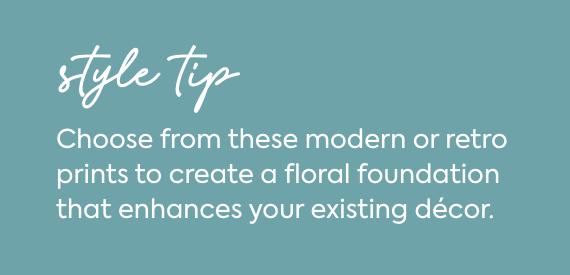 style tip
Choose from these modern or retro
prints to create a floral foundation
that enhances your existing décor.